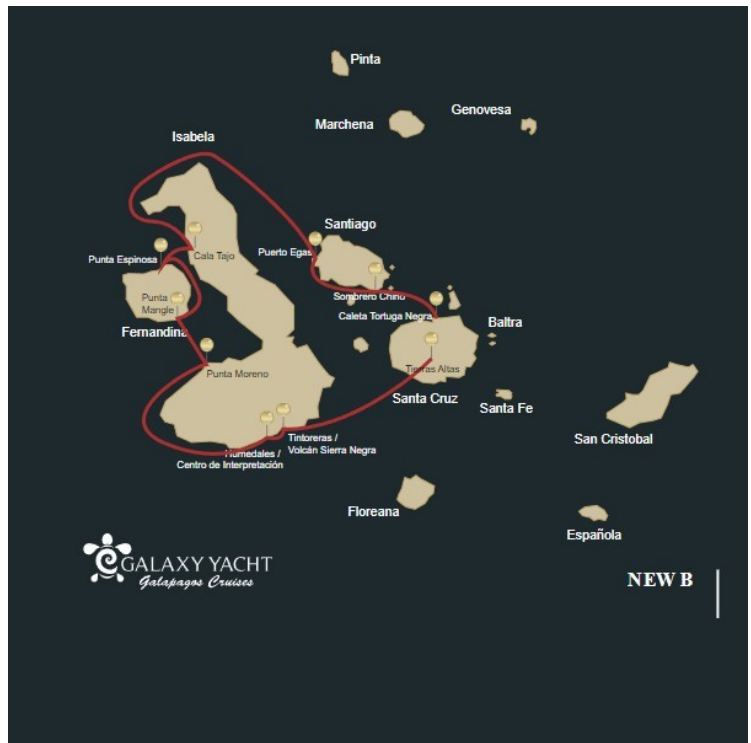 Pinta
Genovesa
Marchena
Isabela
Santiago
Puerto Egas
Cala Tajo
Punta Espinosa
Sombrero Chino
Punta
Mangle
Caleta Tortuga Negra
Baltra
Fernandina
Tierras Altas
Punta Moreno
Santa Cruz
Santa Fe
San Cristobal
Tintoreras /
Volcán Sierra Negra
Humedales /
Centro de Interpretación
Floreana
Española
GALAXY YACHT
Galapagos Cruises
NEW B